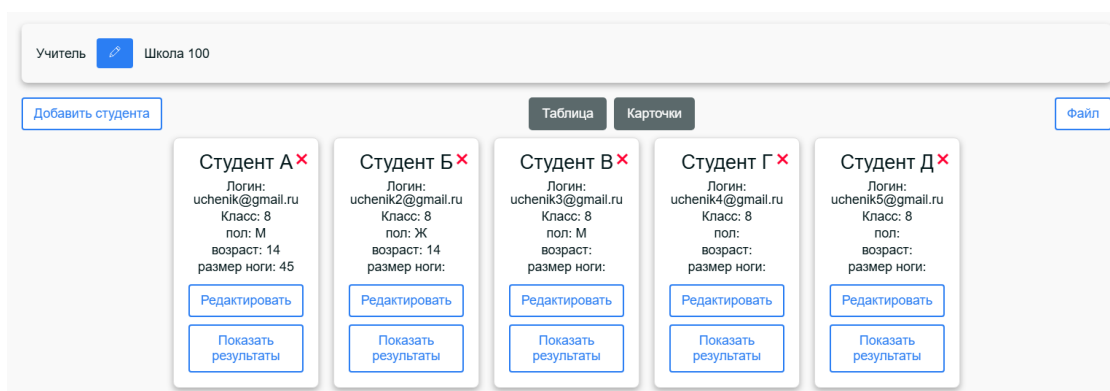 Учитель Школа 100
Добавить студента Таблица Карточки Файл
Студент А
Логин:
uchenik@gmail.ru
Класс: 8
пол: М
возраст: 14
размер ноги: 45
Редактировать
Показать
результаты
Студент Б
Логин:
uchenik2@gmail.ru
Класс: 8
пол: Ж
возраст: 14
размер ноги:
Редактировать
Показать
результаты
Студент В
Логин:
uchenik3@gmail.ru
Класс: 8
пол: М
возраст:
размер ноги:
Редактировать
Показать
результаты
Студент Г
Логин:
uchenik4@gmail.ru
Класс: 8
пол:
возраст:
размер ноги:
Редактировать
Показать
результаты
Студент Д
Логин:
uchenik5@gmail.ru
Класс: 8
пол:
возраст:
размер ноги:
Редактировать
Показать
результаты